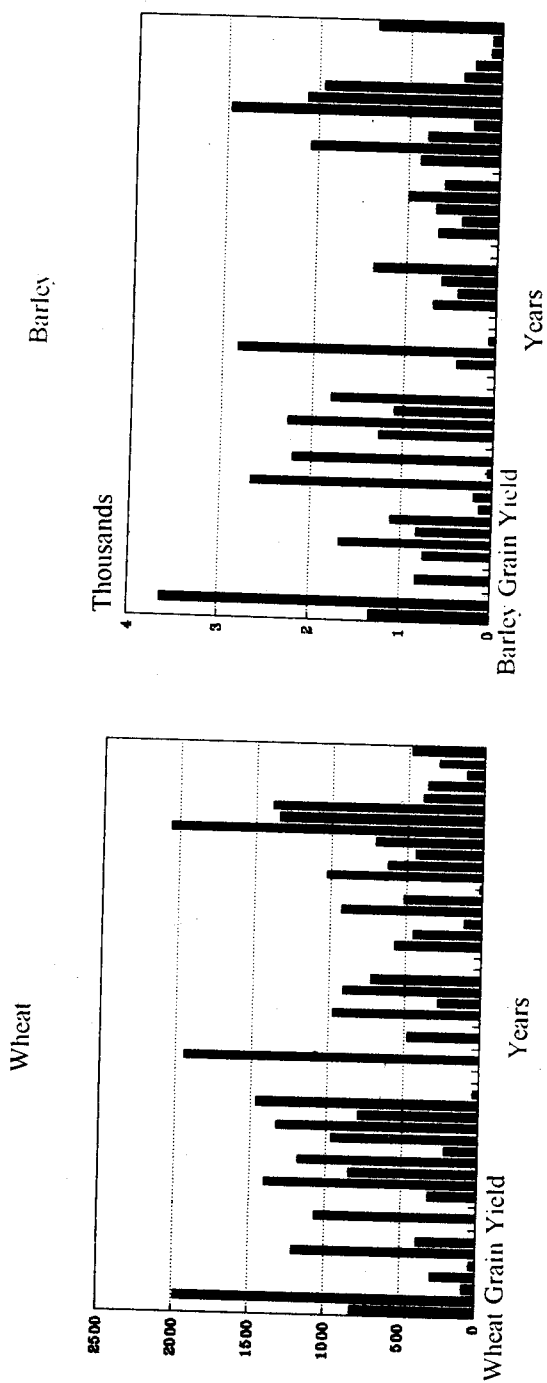 Wheat
2500
2000
1500
1000
500
0
Wheat Grain Yield
Years
Barley
Thousands
4
3
2
1
0
Barley Grain Yield
Years